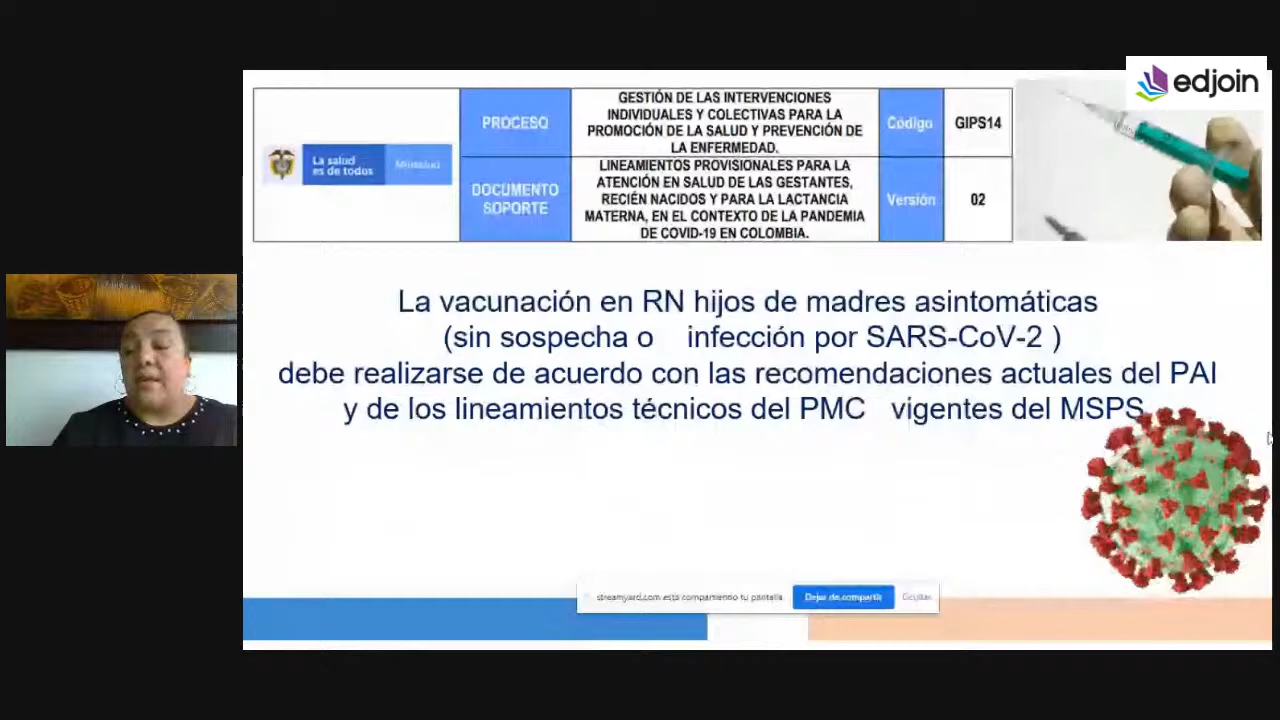 edjoin
La salud
es de todos
Minsalud
PROCESO
GESTIÓN DE LAS INTERVENCIONES
INDIVIDUALES Y COLECTIVAS PARA LA
PROMOCIÓN DE LA SALUD Y PREVENCIÓN DE
LA ENFERMEDAD.
Código
GIPS14
DOCUMENTO
SOPORTE
LINEAMIENTOS PROVISIONALES PARA LA
ATENCIÓN EN SALUD DE LAS GESTANTES,
RECIÉN NACIDOS Y PARA LA LACTANCIA
MATERNA, EN EL CONTEXTO DE LA PANDEMIA
DE COVID-19 EN COLOMBIA.
Versión
02
La vacunación en RN hijos de madres asintomáticas
(sin sospecha o infección por SARS-CoV-2 )
debe realizarse de acuerdo con las recomendaciones actuales del PAI
y de los lineamientos técnicos del PMC vigentes del MSPS
streamyard.com está compartiendo tu pantalla
Dejar de compartir
Ocultar